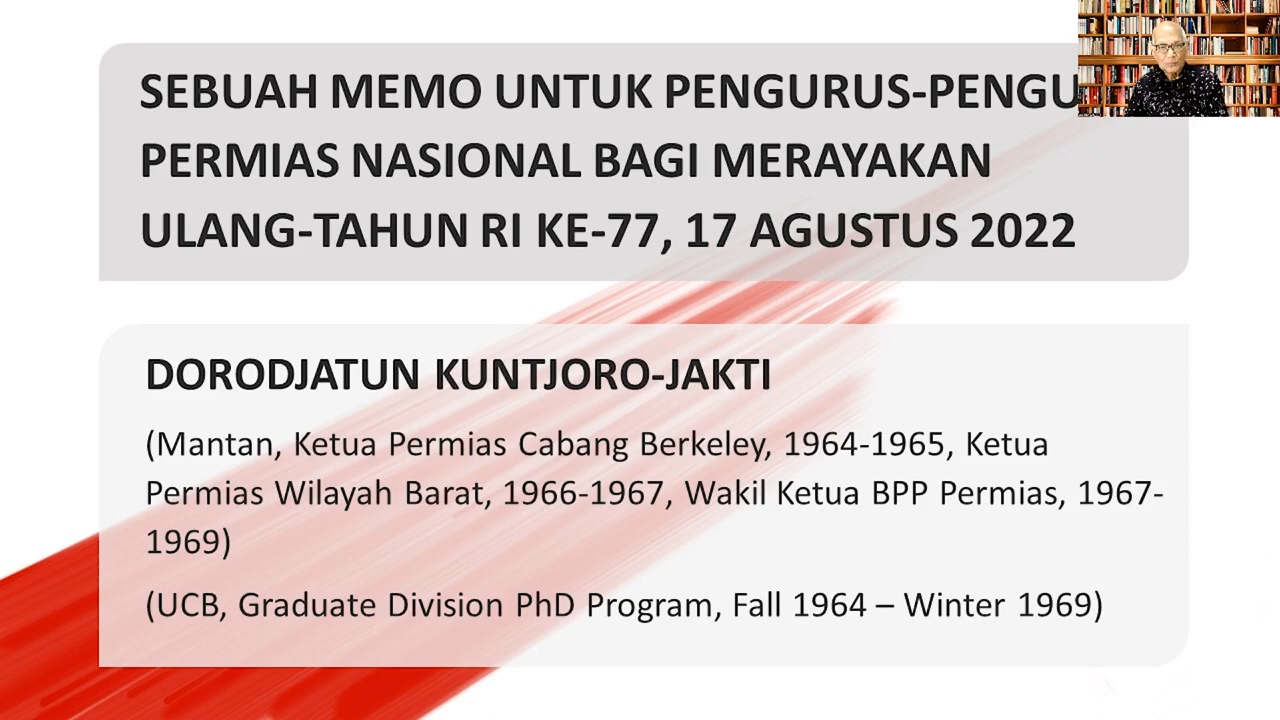 SEBUAH MEMO UNTUK PENGURUS-PENGU
PERMIAS NASIONAL BAGI MERAYAKAN
ULANG-TAHUN RI KE-77, 17 AGUSTUS 2022
DORODJATUN KUNTJORO-JAKTI
(Mantan, Ketua Permias Cabang Berkeley, 1964-1965, Ketua
Permias Wilayah Barat, 1966-1967, Wakil Ketua BPP Permias, 1967-
1969)
(UCB, Graduate Division PhD Program, Fall 1964 – Winter 1969)